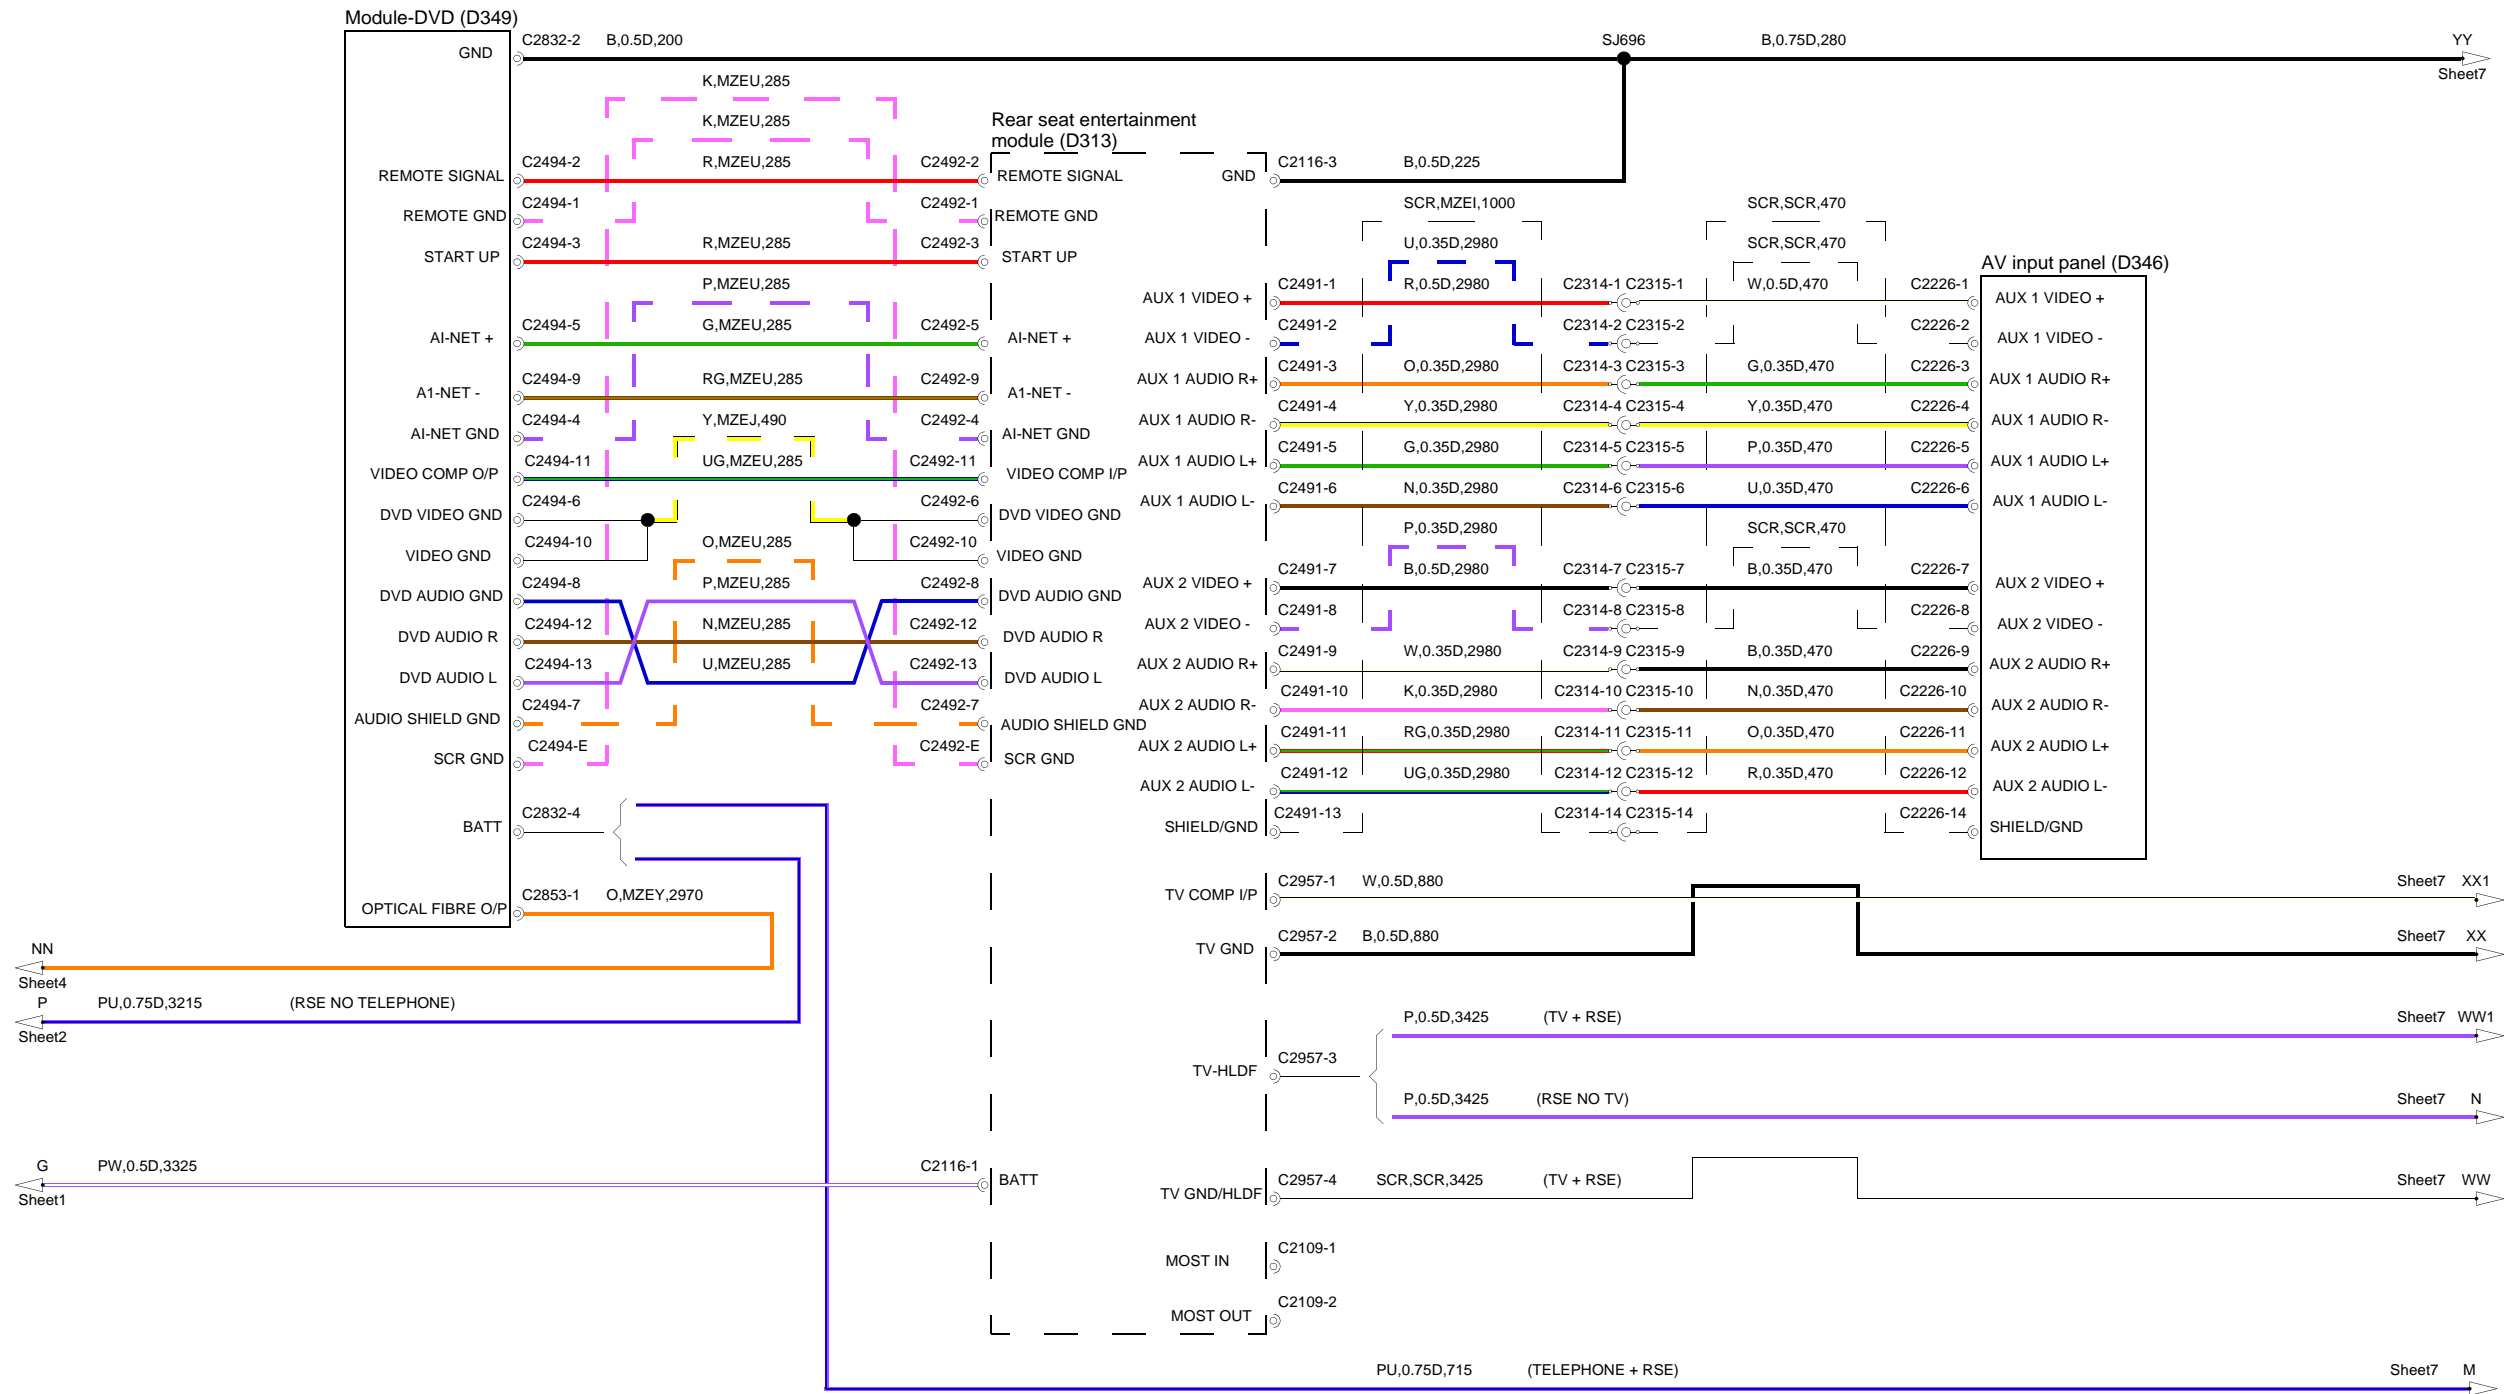 Module-DVD (D349)
GND C2832-2 B,0.5D,200 SJ696 B,0.75D,280 YY
Sheet7
K,MZEU,285
K,MZEU,285
Rear seat entertainment
module (D313)
REMOTE SIGNAL C2494-2 R,MZEU,285 C2492-2 REMOTE SIGNAL GND C2116-3 B,0.5D,225
REMOTE GND C2494-1 C2492-1 REMOTE GND SCR,MZEI,1000 SCR,SCR,470
START UP C2494-3 R,MZEU,285 C2492-3 START UP U,0.35D,2980 SCR,SCR,470
AV input panel (D346)
P,MZEU,285 AUX 1 VIDEO + C2491-1 R,0.5D,2980 C2314-1 C2315-1 W,0.5D,470 C2226-1 AUX 1 VIDEO +
AI-NET + C2494-5 G,MZEU,285 C2492-5 AI-NET + AUX 1 VIDEO - C2491-2 C2314-2 C2315-2 C2226-2 AUX 1 VIDEO -
AUX 1 AUDIO R+ C2491-3 O,0.35D,2980 C2314-3 C2315-3 G,0.35D,470 C2226-3 AUX 1 AUDIO R+
A1-NET - C2494-9 RG,MZEU,285 C2492-9 A1-NET -
AI-NET GND C2494-4 Y,MZEJ,490 C2492-4 AI-NET GND AUX 1 AUDIO R- C2491-4 Y,0.35D,2980 C2314-4 C2315-4 Y,0.35D,470 C2226-4 AUX 1 AUDIO R-
VIDEO COMP O/P C2494-11 UG,MZEU,285 C2492-11 VIDEO COMP I/P AUX 1 AUDIO L+ C2491-5 G,0.35D,2980 C2314-5 C2315-5 P,0.35D,470 C2226-5 AUX 1 AUDIO L+
DVD VIDEO GND C2494-6 C2492-6 DVD VIDEO GND AUX 1 AUDIO L- C2491-6 N,0.35D,2980 C2314-6 C2315-6 U,0.35D,470 C2226-6 AUX 1 AUDIO L-
VIDEO GND C2494-10 O,MZEU,285 C2492-10 VIDEO GND P,0.35D,2980 SCR,SCR,470
DVD AUDIO GND C2494-8 P,MZEU,285 C2492-8 DVD AUDIO GND AUX 2 VIDEO + C2491-7 B,0.5D,2980 C2314-7 C2315-7 B,0.35D,470 C2226-7 AUX 2 VIDEO +
DVD AUDIO R C2494-12 N,MZEU,285 C2492-12 DVD AUDIO R AUX 2 VIDEO - C2491-8 C2314-8 C2315-8 C2226-8 AUX 2 VIDEO -
DVD AUDIO L C2494-13 U,MZEU,285 C2492-13 DVD AUDIO L AUX 2 AUDIO R+ C2491-9 W,0.35D,2980 C2314-9 C2315-9 B,0.35D,470 C2226-9 AUX 2 AUDIO R+
AUDIO SHIELD GND C2494-7 C2492-7 AUDIO SHIELD GND AUX 2 AUDIO R- C2491-10 K,0.35D,2980 C2314-10 C2315-10 N,0.35D,470 C2226-10 AUX 2 AUDIO R-
SCR GND C2494-E C2492-E SCR GND AUX 2 AUDIO L+ C2491-11 RG,0.35D,2980 C2314-11 C2315-11 O,0.35D,470 C2226-11 AUX 2 AUDIO L+
AUX 2 AUDIO L- C2491-12 UG,0.35D,2980 C2314-12 C2315-12 R,0.35D,470 C2226-12 AUX 2 AUDIO L-
BATT C2832-4 SHIELD/GND C2491-13 C2314-14 C2315-14 C2226-14 SHIELD/GND
OPTICAL FIBRE O/P C2853-1 O,MZEY,2970 TV COMP I/P C2957-1 W,0.5D,880 Sheet7 XX1
NN TV GND C2957-2 B,0.5D,880 Sheet7 XX
Sheet4
P PU,0.75D,3215 (RSE NO TELEPHONE)
Sheet2
P,0.5D,3425 (TV + RSE) Sheet7 WW1
TV-HLDF C2957-3
P,0.5D,3425 (RSE NO TV) Sheet7 N
G PW,0.5D,3325 C2116-1 BATT
Sheet1
TV GND/HLDF C2957-4 SCR,SCR,3425 (TV + RSE) Sheet7 WW
MOST IN C2109-1
MOST OUT C2109-2
PU,0.75D,715 (TELEPHONE + RSE) Sheet7 M